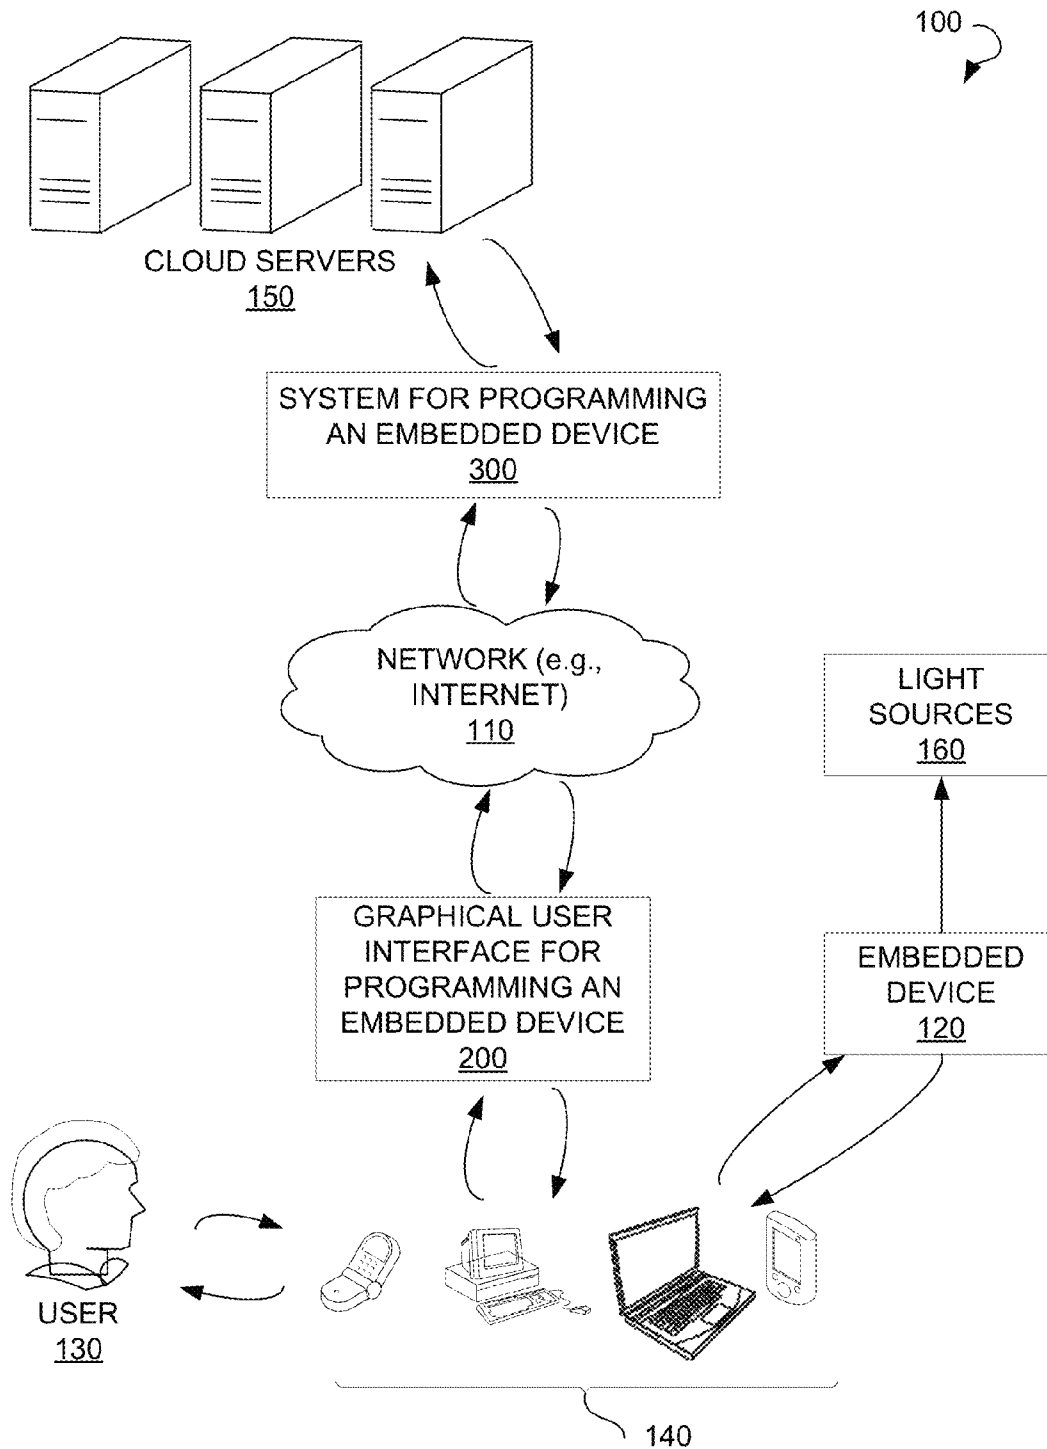 100
CLOUD SERVERS
150
SYSTEM FOR PROGRAMMING
AN EMBEDDED DEVICE
300
NETWORK (e.g.,
INTERNET)
110
LIGHT
SOURCES
160
GRAPHICAL USER
INTERFACE FOR
PROGRAMMING AN
EMBEDDED DEVICE
200
EMBEDDED
DEVICE
120
USER
130
140